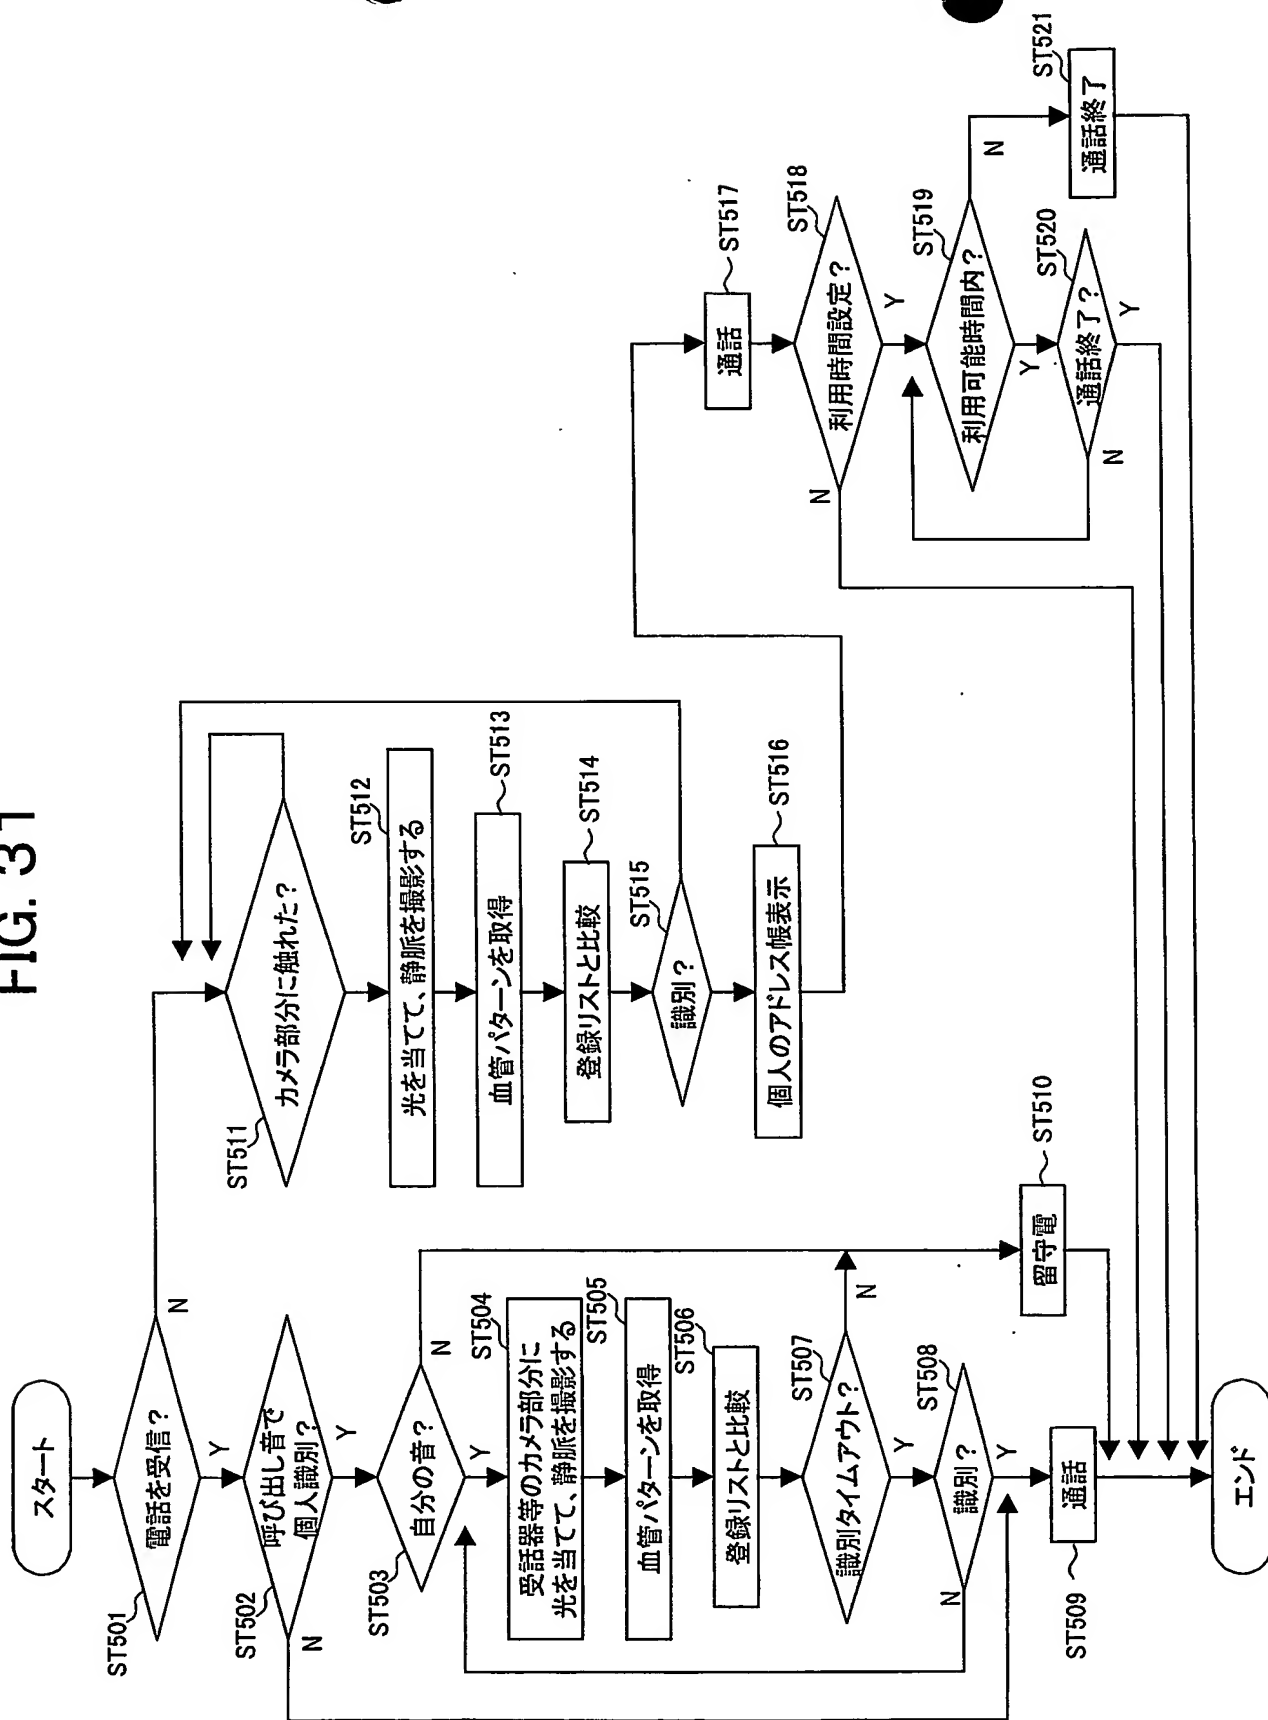 FIG. 31
スタート
ST501
電話を受信？
N
Y
ST502
呼び出し音で
個人識別？
N
Y
ST503
自分の音？
N
Y
ST504
受話器等のカメラ部分に
光を当てて、静脈を撮影する
ST505
血管パターンを取得
ST506
登録リストと比較
ST507
識別タイムアウト？
N
Y
ST508
識別？
N
Y
ST509
通話
ST510
留守電
エンド
ST511
カメラ部分に触れた？
ST512
光を当てて、静脈を撮影する
ST513
血管パターンを取得
ST514
登録リストと比較
ST515
識別？
ST516
個人のアドレス帳表示
ST517
通話
ST518
利用時間設定？
N
Y
ST519
利用可能時間内？
N
Y
ST520
通話終了？
N
Y
ST521
通話終了